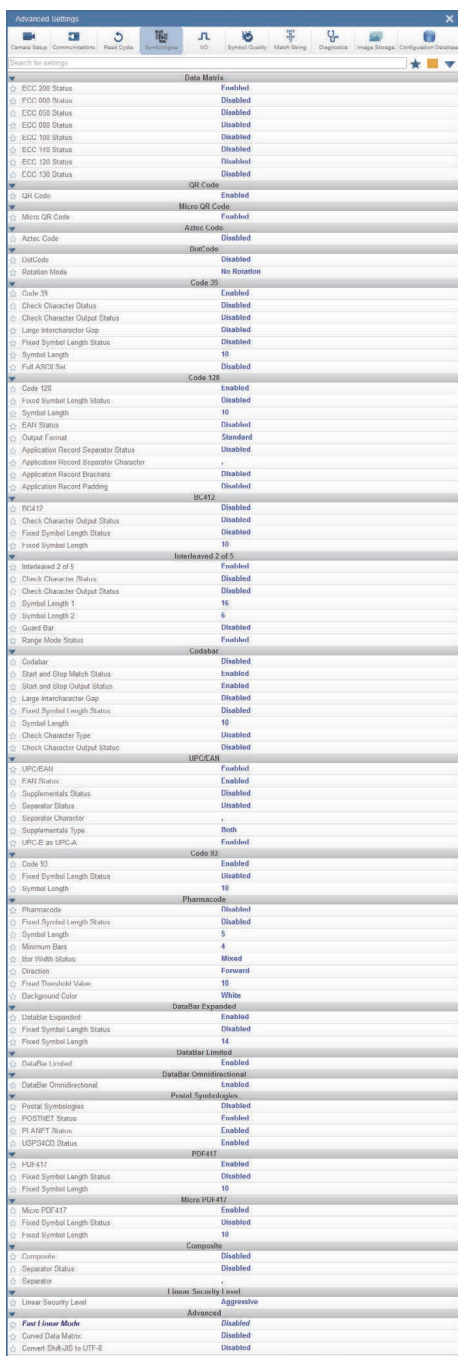 Advanced Settings
Camera Setup Communications Read Cycle Symbologies I/O Symbol Quality Match String Diagnostics Image Storage Configuration Database
Search for settings
Data Matrix
ECC 200 Status Enabled
ECC 000 Status Disabled
ECC 050 Status Disabled
ECC 080 Status Disabled
ECC 100 Status Disabled
ECC 140 Status Disabled
ECC 120 Status Disabled
ECC 130 Status Disabled
QR Code
QR Code Enabled
Micro QR Code
Micro QR Code Enabled
Aztec Code
Aztec Code Disabled
DotCode
DotCode Disabled
Rotation Mode No Rotation
Code 39
Code 39 Enabled
Check Character Status Disabled
Check Character Output Status Disabled
Large Intercharacter Gap Disabled
Fixed Symbol Length Status Disabled
Symbol Length 10
Full ASCII Set Disabled
Code 128
Code 128 Enabled
Fixed Symbol Length Status Disabled
Symbol Length 10
EAN Status Disabled
Output Format Standard
Application Record Separator Status Disabled
Application Record Separator Character ,
Application Record Brackets Disabled
Application Record Padding Disabled
BC412
BC412 Disabled
Check Character Output Status Disabled
Fixed Symbol Length Status Disabled
Fixed Symbol Length 10
Interleaved 2 of 5
Interleaved 2 of 5 Enabled
Check Character Status Disabled
Check Character Output Status Disabled
Symbol Length 1 16
Symbol Length 2 6
Guard Bar Disabled
Range Mode Status Enabled
Codabar
Codabar Disabled
Start and Stop Match Status Enabled
Start and Stop Output Status Enabled
Large Intercharacter Gap Disabled
Fixed Symbol Length Status Disabled
Symbol Length 10
Check Character Type Disabled
Check Character Output Status Disabled
UPC/EAN
UPC/EAN Enabled
EAN Status Enabled
Supplementals Status Disabled
Separator Status Disabled
Separator Character ,
Supplementals Type Both
UPC-E as UPC-A Enabled
Code 93
Code 93 Enabled
Fixed Symbol Length Status Disabled
Symbol Length 10
Pharmacode
Pharmacode Disabled
Fixed Symbol Length Status Disabled
Symbol Length 5
Minimum Bars 4
Bar Width Status Mixed
Direction Forward
Fixed Threshold Value 10
Background Color White
DataBar Expanded
DataBar Expanded Enabled
Fixed Symbol Length Status Disabled
Fixed Symbol Length 14
DataBar Limited
DataBar Limited Enabled
DataBar Omnidirectional
DataBar Omnidirectional Enabled
Postal Symbologies
Postal Symbologies Disabled
POSTNET Status Enabled
PLANET Status Enabled
USPS4CB Status Enabled
PDF417
PDF417 Enabled
Fixed Symbol Length Status Disabled
Fixed Symbol Length 10
Micro PDF417
Micro PDF417 Enabled
Fixed Symbol Length Status Disabled
Fixed Symbol Length 10
Composite
Composite Disabled
Separator Status Disabled
Separator ,
Linear Security Level
Linear Security Level Aggressive
Advanced
Fast Linear Mode Disabled
Curved Data Matrix Disabled
Convert Shift-JIS to UTF-8 Disabled